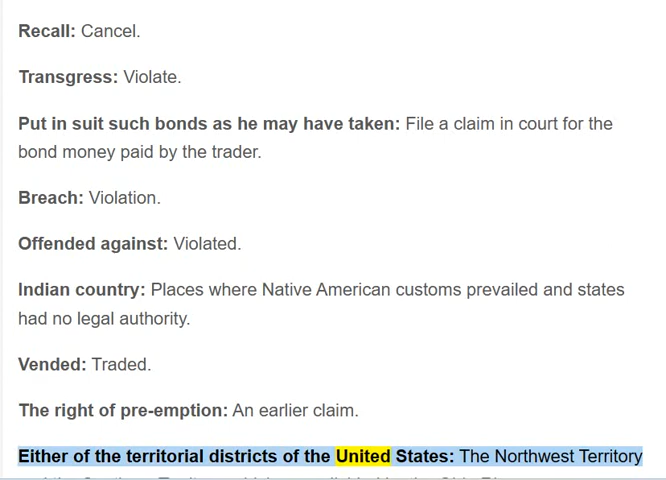 Recall: Cancel.
Transgress: Violate.
Put in suit such bonds as he may have taken: File a claim in court for the
bond money paid by the trader.
Breach: Violation.
Offended against: Violated.
Indian country: Places where Native American customs prevailed and states
had no legal authority.
Vended: Traded.
The right of pre-emption: An earlier claim.
Either of the territorial districts of the United States: The Northwest Territory